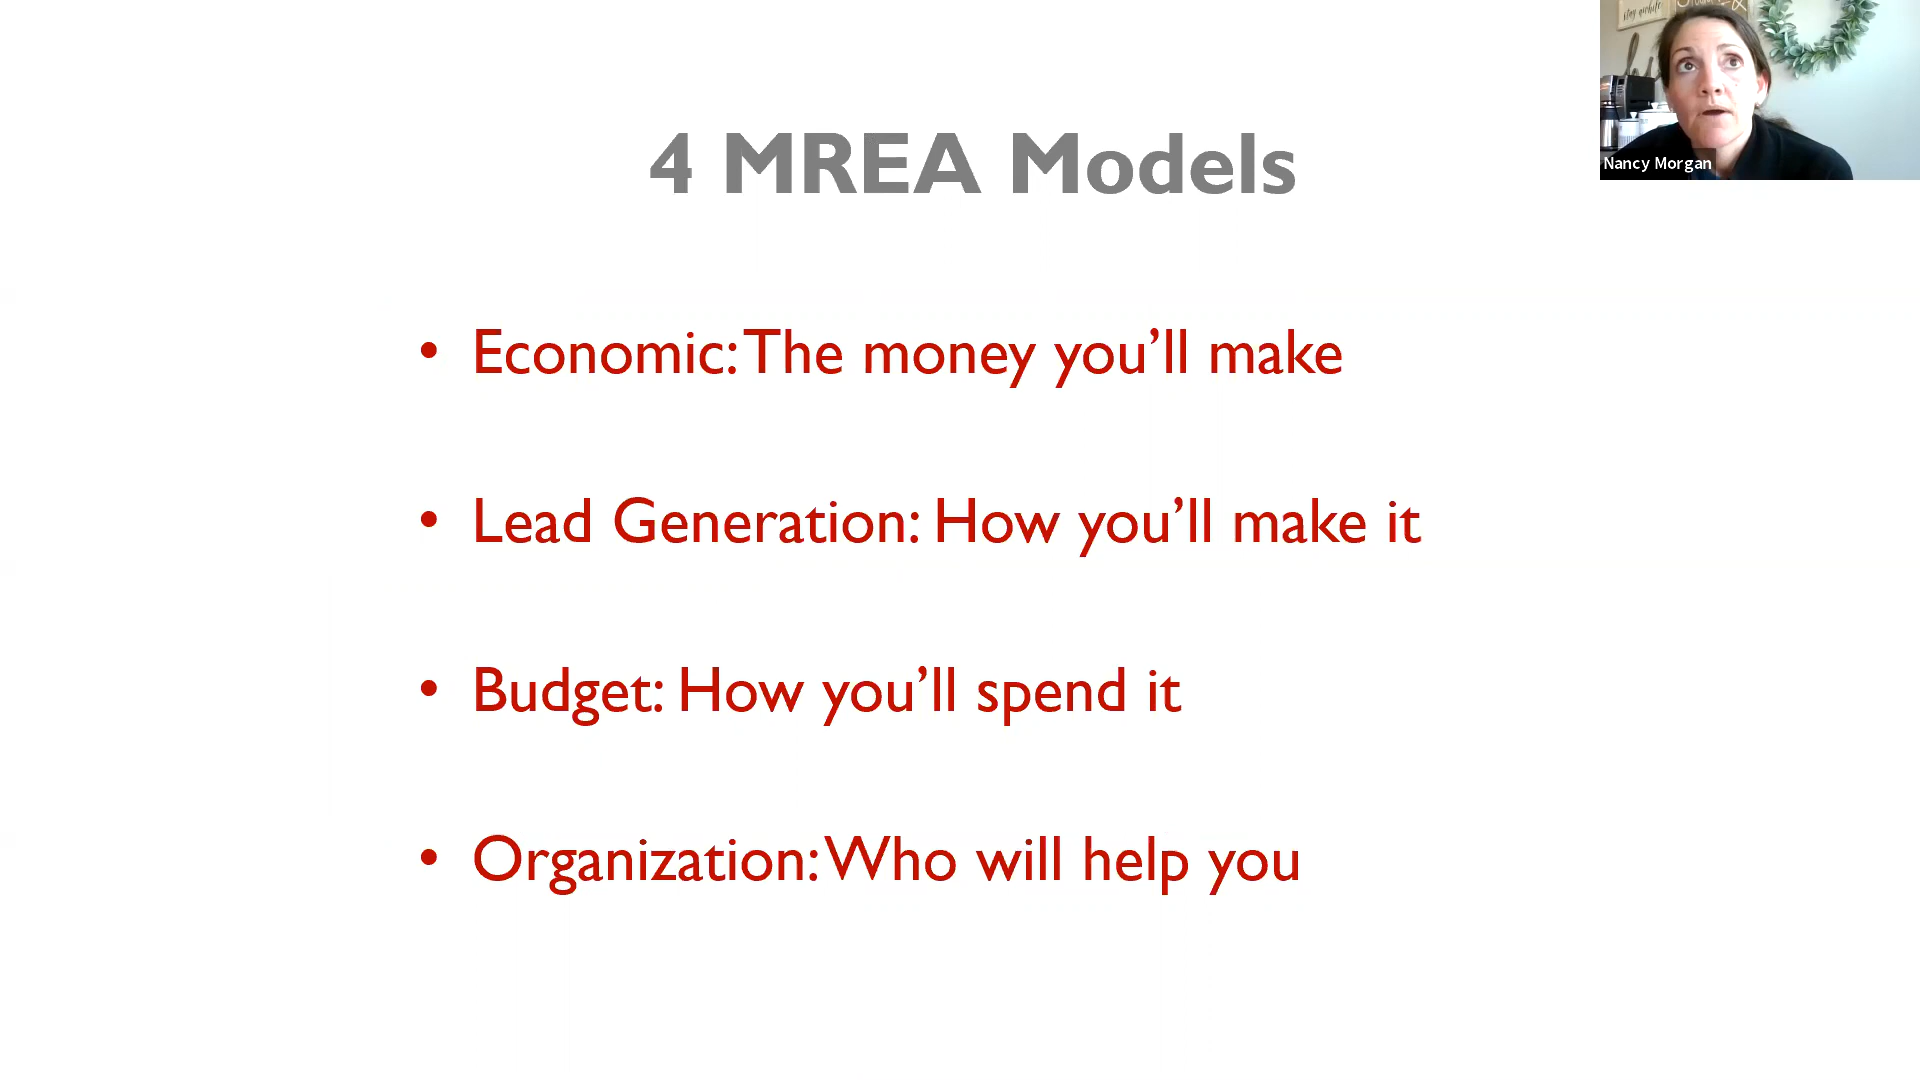 4 MREA Models
• Economic: The money you’ll make
• Lead Generation: How you’ll make it
• Budget: How you’ll spend it
• Organization: Who will help you
Nancy Morgan